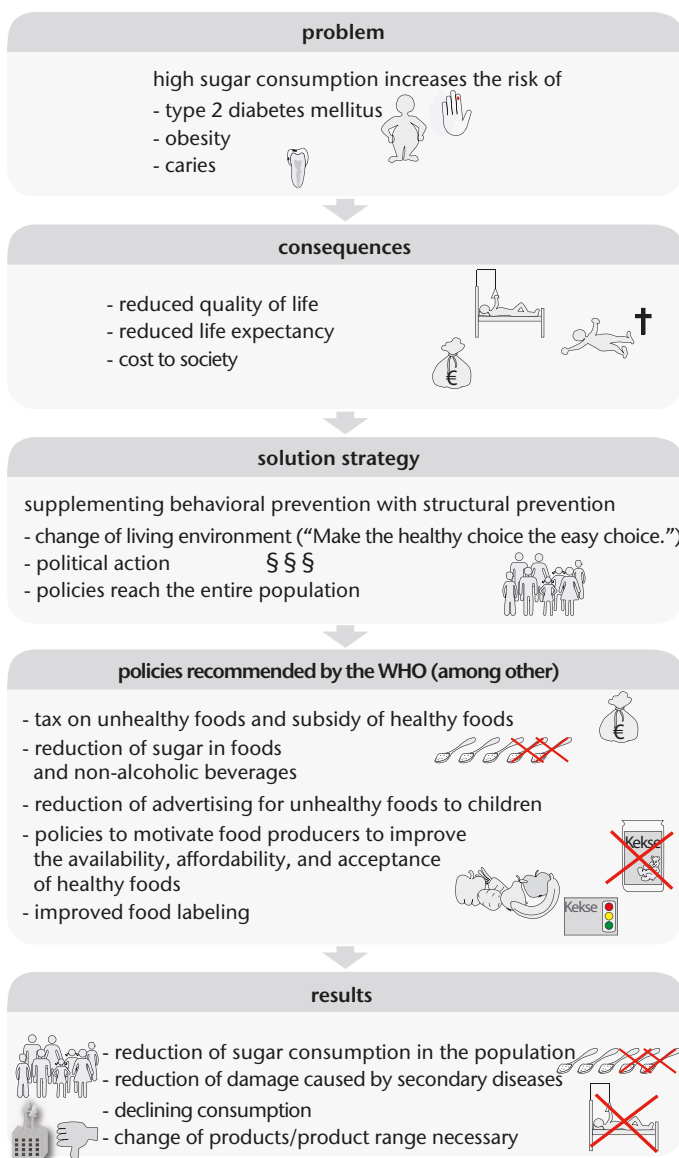 problem
high sugar consumption increases the risk of
- type 2 diabetes mellitus
- obesity
- caries
consequences
- reduced quality of life
- reduced life expectancy
- cost to society
€
solution strategy
supplementing behavioral prevention with structural prevention
- change of living environment (“Make the healthy choice the easy choice.”)
- political action §§§
- policies reach the entire population
policies recommended by the WHO (among other)
- tax on unhealthy foods and subsidy of healthy foods
€
- reduction of sugar in foods
and non-alcoholic beverages
- reduction of advertising for unhealthy foods to children
- policies to motivate food producers to improve
the availability, affordability, and acceptance
of healthy foods
Kekse
- improved food labeling
Kekse
results
- reduction of sugar consumption in the population
- reduction of damage caused by secondary diseases
- declining consumption
- change of products/product range necessary